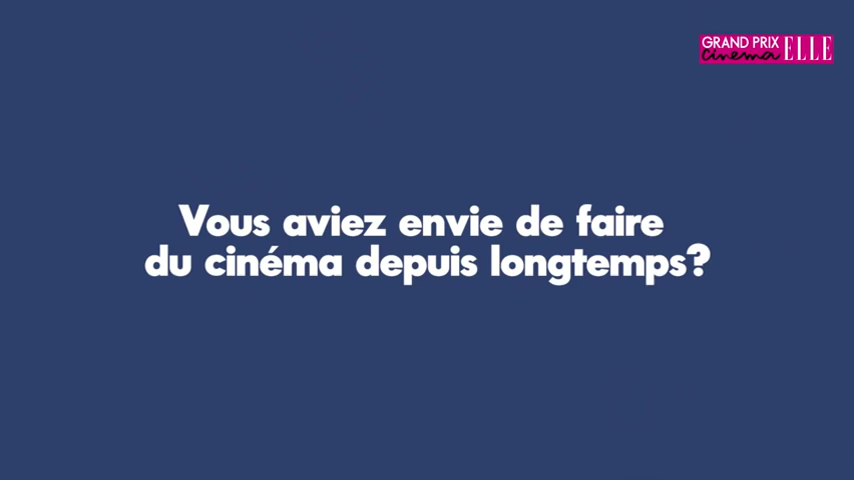 GRAND PRIX
cinema ELLE
Vous aviez envie de faire
du cinéma depuis longtemps?